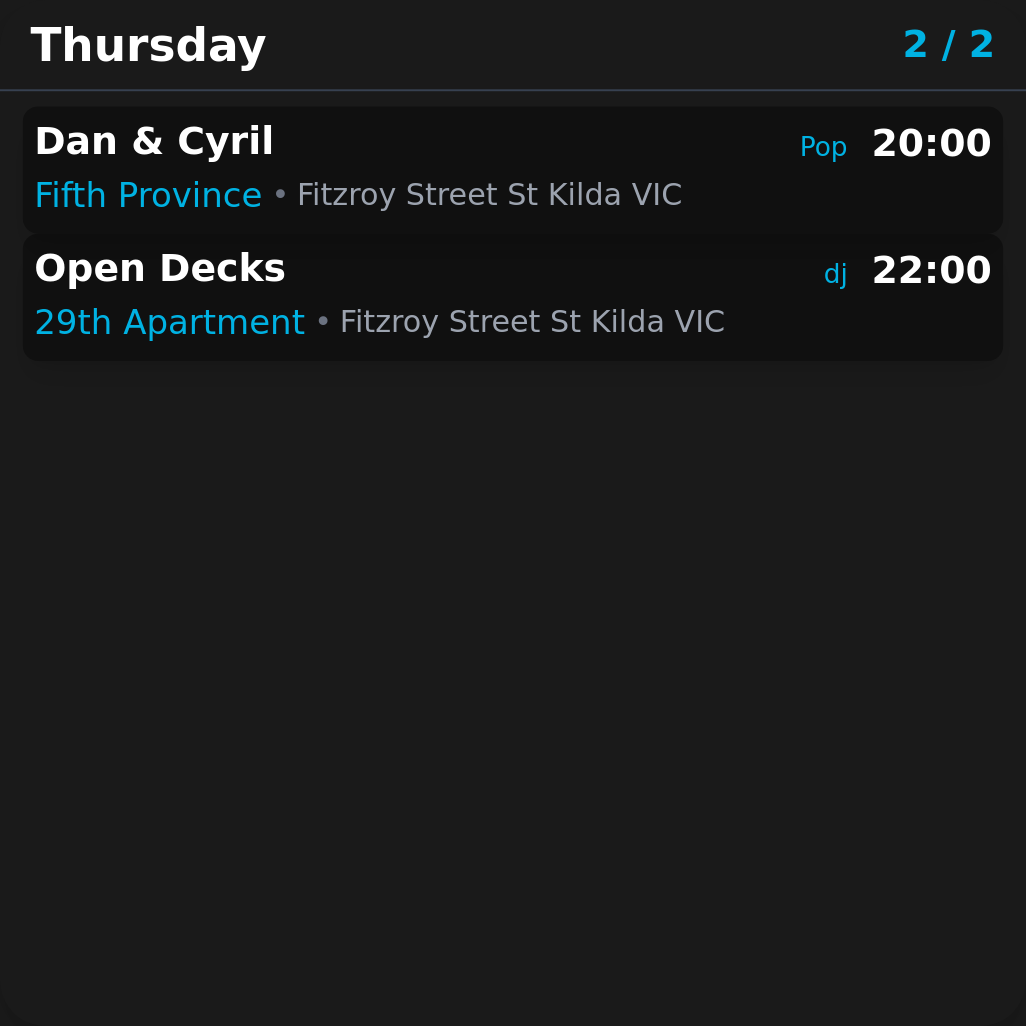 Thursday 2 / 2
Dan & Cyril Pop 20:00
Fifth Province • Fitzroy Street St Kilda VIC
Open Decks dj 22:00
29th Apartment • Fitzroy Street St Kilda VIC